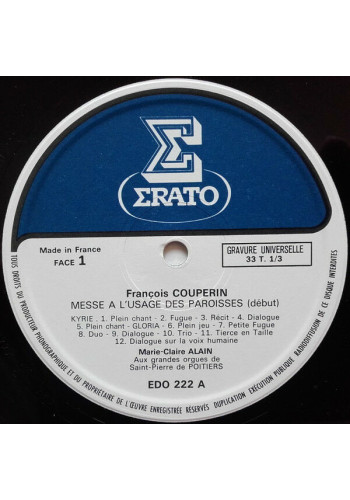 ΣRATO
Made in France
FACE 1
GRAVURE UNIVERSELLE
33 T. 1/3
François COUPERIN
MESSE A L'USAGE DES PAROISSES (début)
KYRIE . 1. Plein chant - 2. Fugue - 3. Récit - 4. Dialogue
5. Plein chant - GLORIA - 6. Plein jeu - 7. Petite Fugue
8. Duo - 9. Dialogue - 10. Trio - 11. Tierce en Taille
12. Dialogue sur la voix humaine
Marie-Claire ALAIN
Aux grandes orgues de
Saint-Pierre de POITIERS
EDO 222 A
TOUS DROITS DU PRODUCTEUR PHONOGRAPHIQUE ET DU PROPRIÉTAIRE DE L'ŒUVRE ENREGISTRÉE RÉSERVÉS DUPLICATION EXÉCUTION PUBLIQUE RADIODIFFUSION DE CE DISQUE INTERDITES